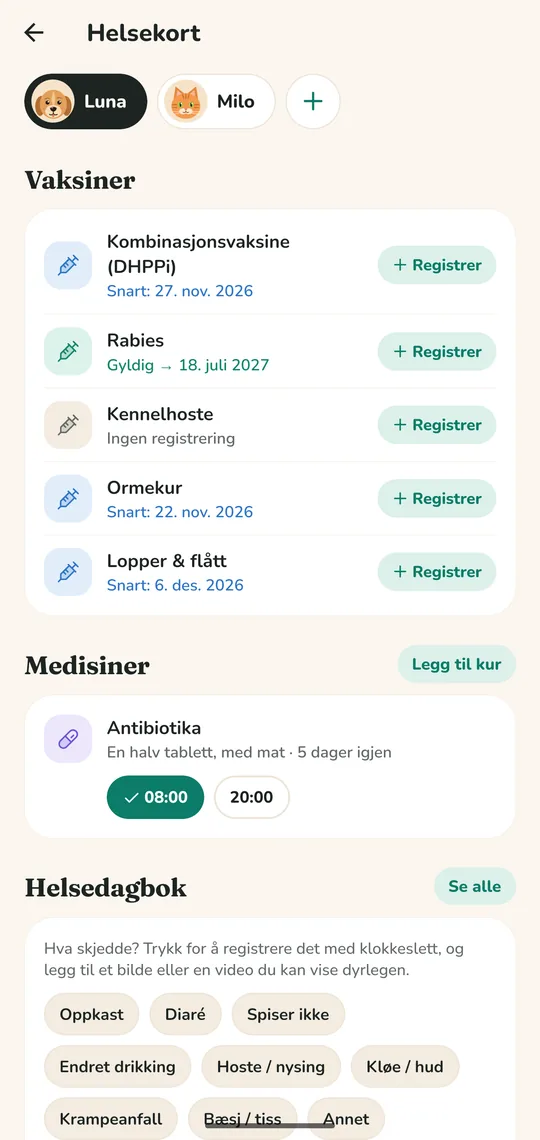 Helsekort
Luna
Milo
Vaksiner
Kombinasjonsvaksine
(DHPPi)
Snart: 27. nov. 2026
+ Registrer
Rabies
Gyldig → 18. juli 2027
+ Registrer
Kennelhoste
Ingen registrering
+ Registrer
Ormekur
Snart: 22. nov. 2026
+ Registrer
Lopper & flått
Snart: 6. des. 2026
+ Registrer
Medisiner
Legg til kur
Antibiotika
En halv tablett, med mat · 5 dager igjen
08:00
20:00
Helsedagbok
Se alle
Hva skjedde? Trykk for å registrere det med klokkeslett, og
legg til et bilde eller en video du kan vise dyrlegen.
Oppkast
Diaré
Spiser ikke
Endret drikking
Hoste / nysing
Kløe / hud
Krampeanfall
Bæsj / tiss
Annet